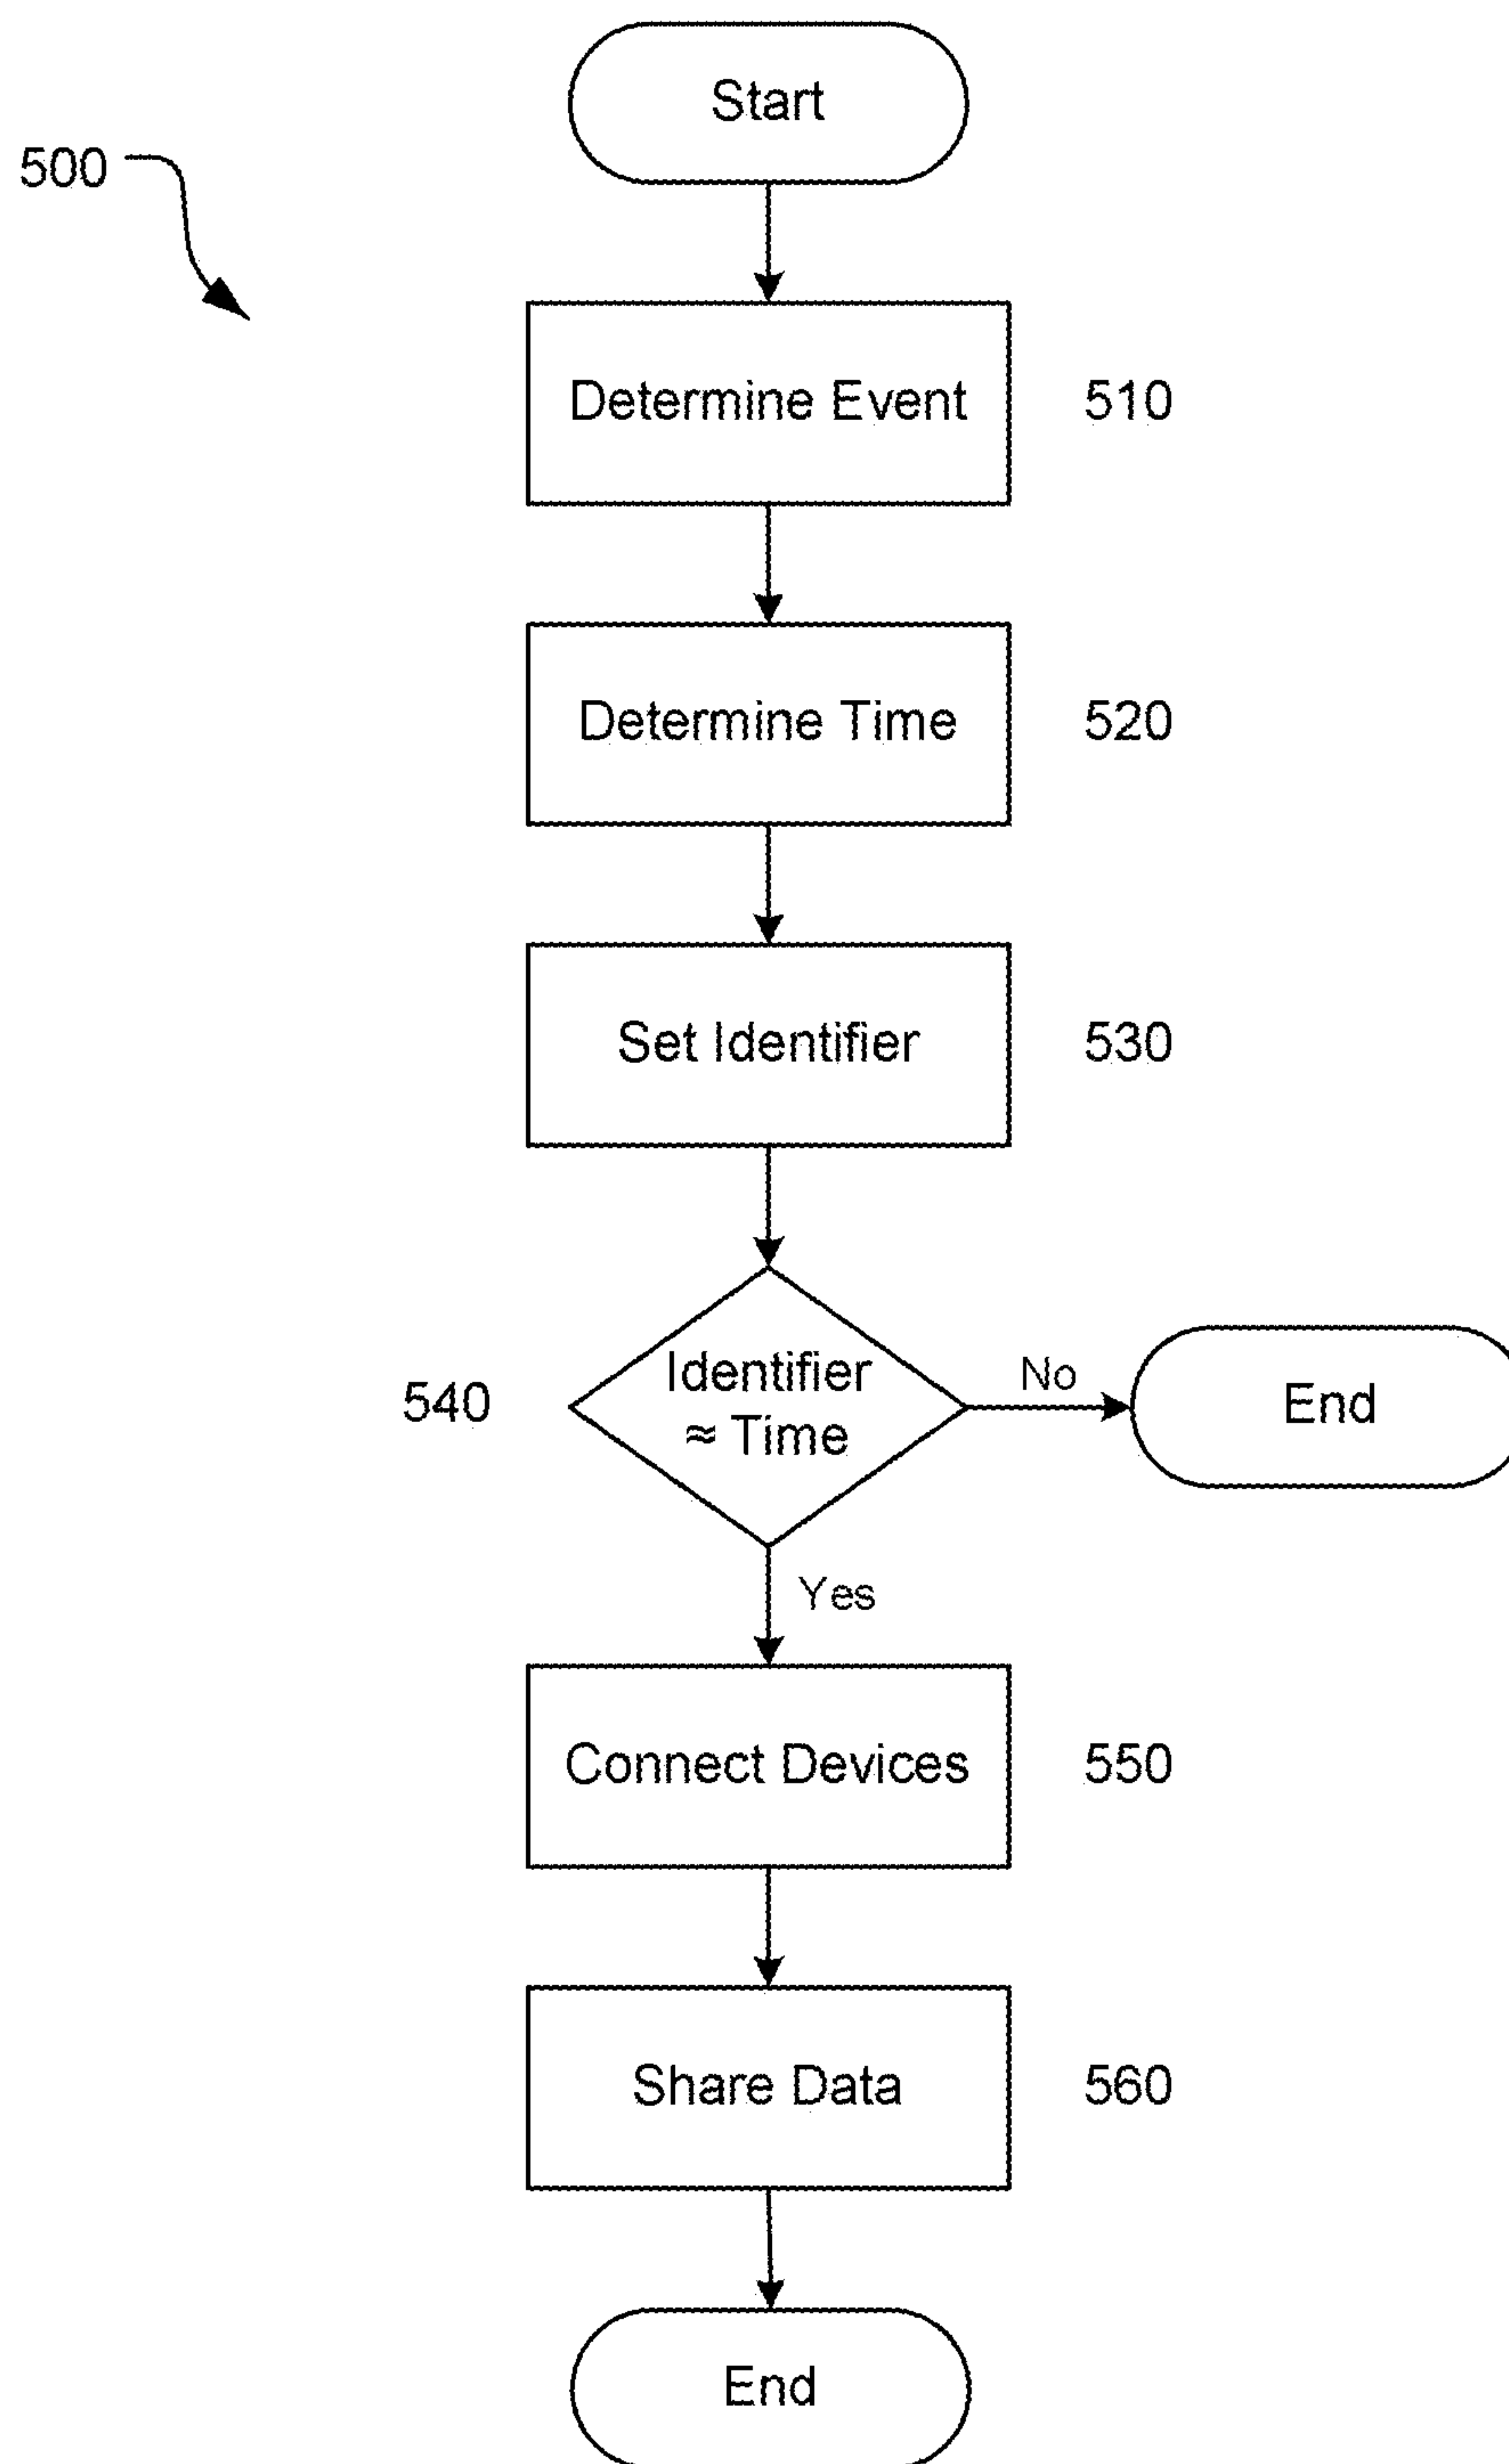 Start
500
Determine Event
510
Determine Time
520
Set Identifier
530
Identifier
≈ Time
540
No
End
Yes
Connect Devices
550
Share Data
560
End